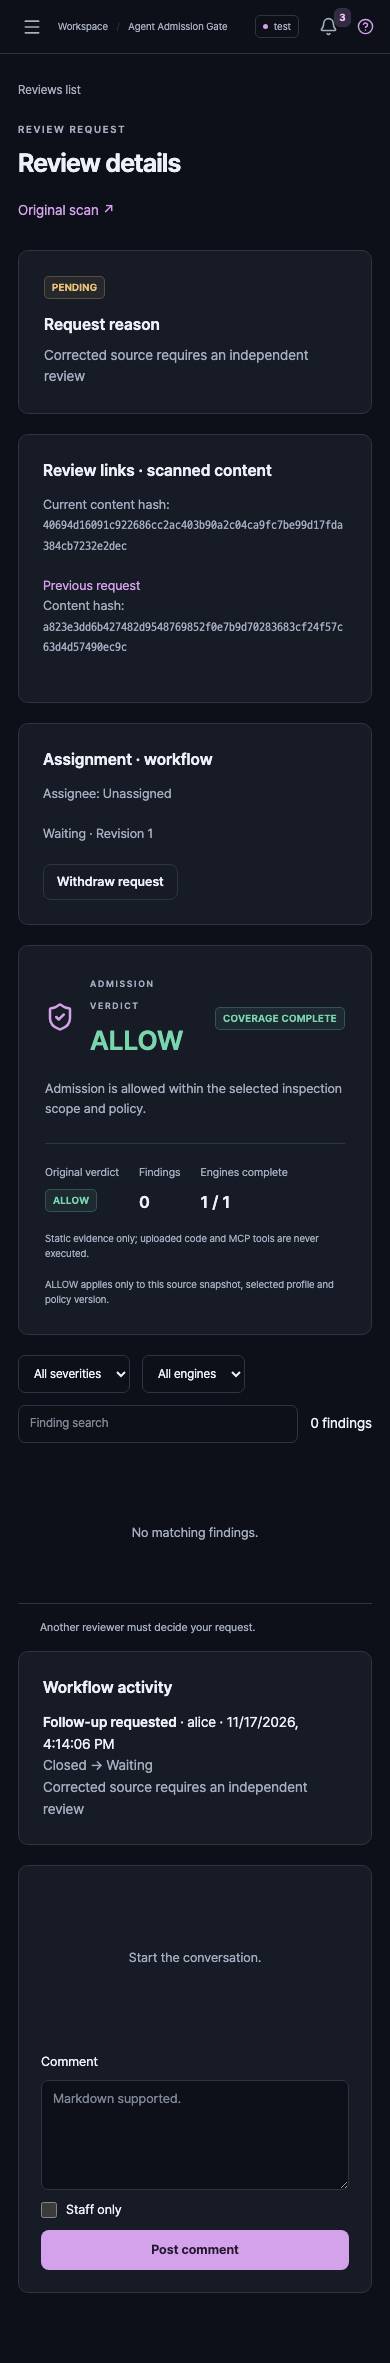 Workspace / Agent Admission Gate
test
3
Reviews list
REVIEW REQUEST
Review details
Original scan ↗
PENDING
Request reason
Corrected source requires an independent
review
Review links · scanned content
Current content hash:
40694d16091c922686cc2ac403b90a2c04ca9fc7be99d17fda
384cb7232e2dec
Previous request
Content hash:
a823e3dd6b427482d9548769852f0e7b9d70283683cf24f57c
63d4d57490ec9c
Assignment · workflow
Assignee: Unassigned
Waiting · Revision 1
Withdraw request
ADMISSION
VERDICT
ALLOW
COVERAGE COMPLETE
Admission is allowed within the selected inspection
scope and policy.
Original verdict Findings Engines complete
ALLOW 0 1 / 1
Static evidence only; uploaded code and MCP tools are never
executed.
ALLOW applies only to this source snapshot, selected profile and
policy version.
All severities All engines
Finding search 0 findings
No matching findings.
Another reviewer must decide your request.
Workflow activity
Follow-up requested · alice · 11/17/2026,
4:14:06 PM
Closed → Waiting
Corrected source requires an independent
review
Start the conversation.
Comment
Markdown supported.
Staff only
Post comment